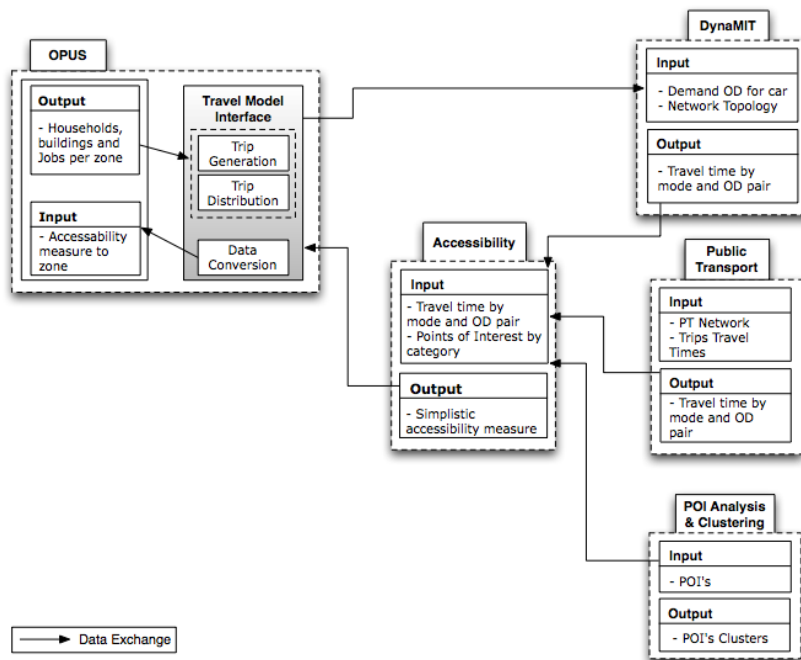 OPUS
Output
- Households,
buildings and
Jobs per zone
Input
- Accessability
measure to
zone
Travel Model
Interface
Trip
Generation
Trip
Distribution
Data
Conversion
DynaMIT
Input
- Demand OD for car
- Network Topology
Output
- Travel time by
mode and OD pair
Accessibility
Input
- Travel time by
mode and OD pair
- Points of Interest by
category
Output
- Simplistic
accessibility measure
Public
Transport
Input
- PT Network
- Trips Travel
Times
Output
- Travel time by
mode and OD
pair
POI Analysis
& Clustering
Input
- POI's
Output
- POI's Clusters
Data Exchange